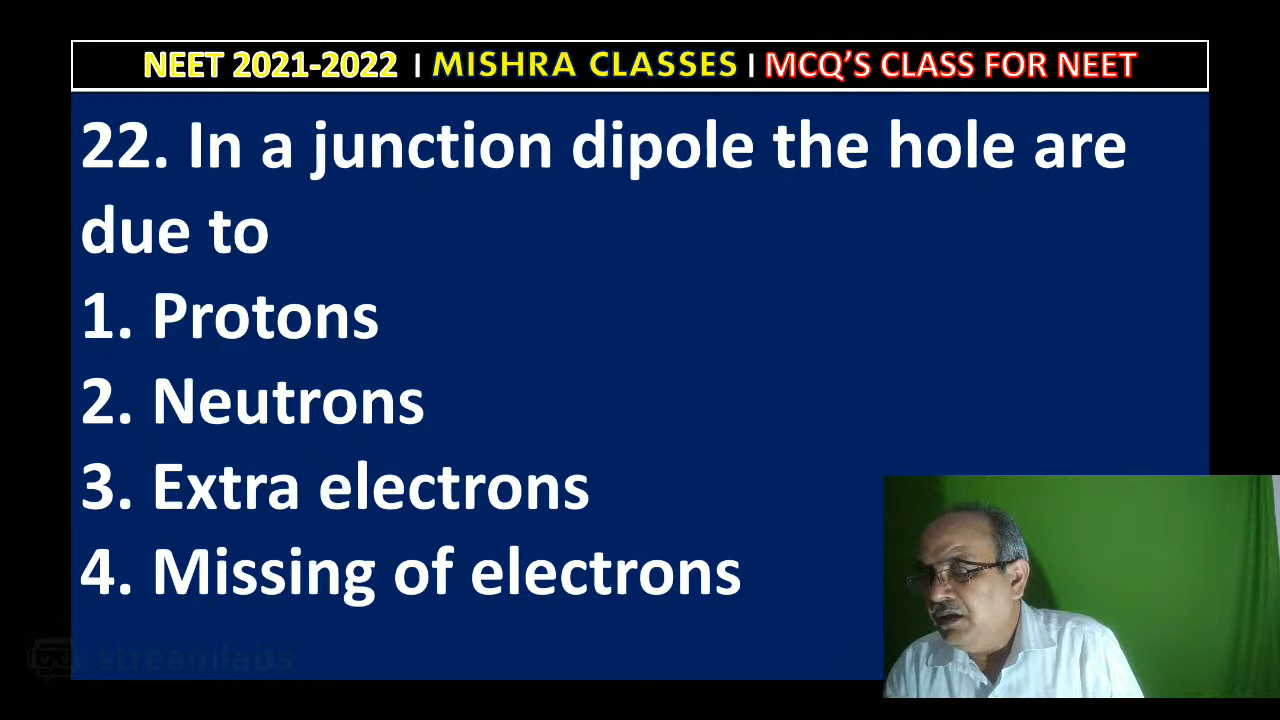 NEET 2021-2022 | MISHRA CLASSES | MCQ'S CLASS FOR NEET
22. In a junction dipole the hole are
due to
1. Protons
2. Neutrons
3. Extra electrons
4. Missing of electrons
streamlabs